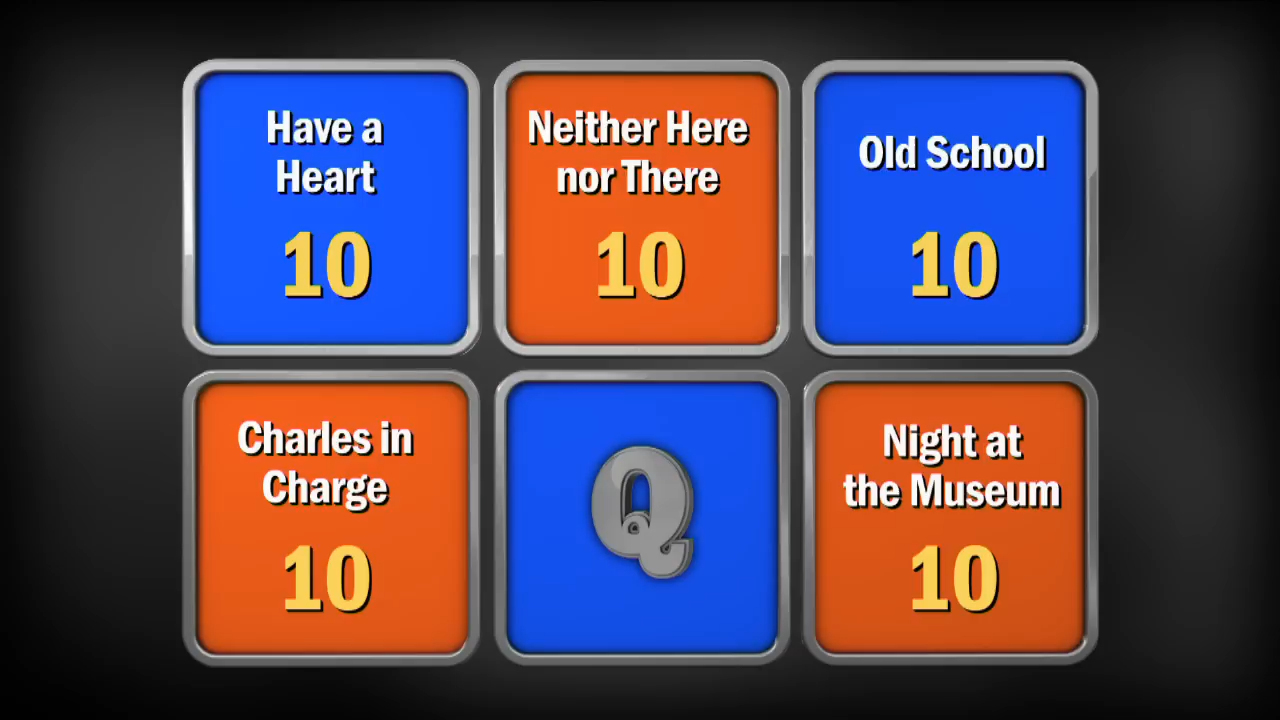 Have a
Heart
10
Neither Here
nor There
10
Old School
10
Charles in
Charge
10
Q
Night at
the Museum
10